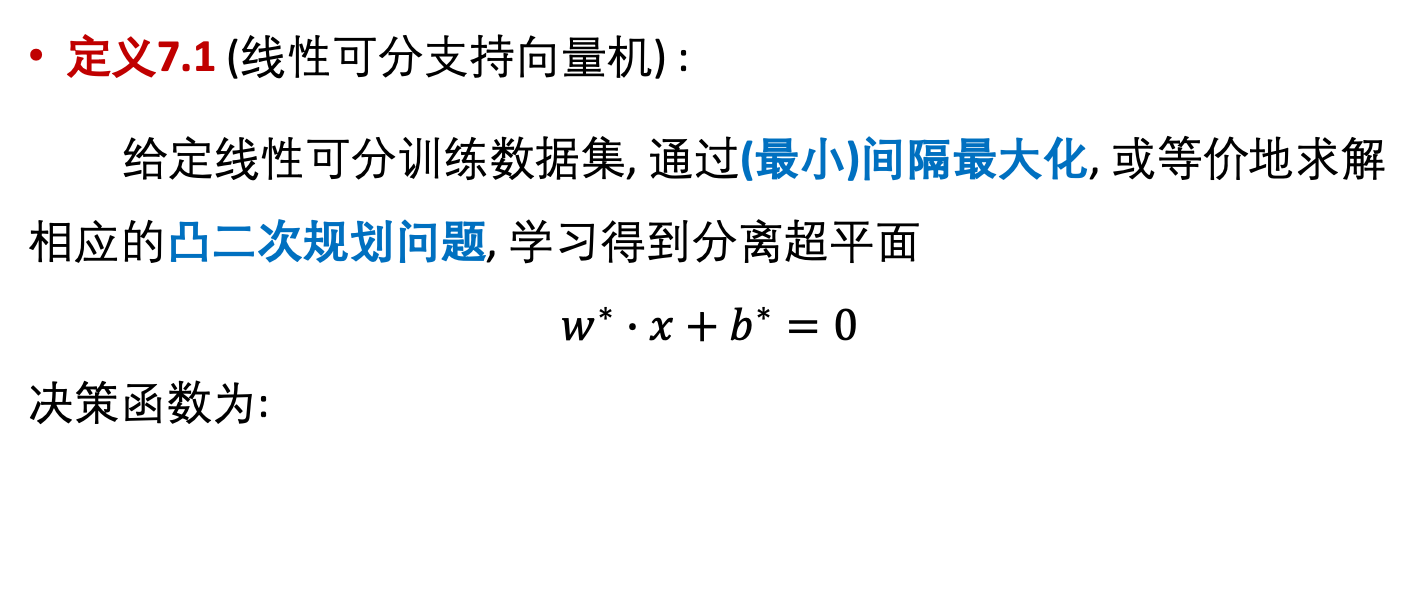 • 定义7.1 (线性可分支持向量机) :
给定线性可分训练数据集, 通过(最小)间隔最大化, 或等价地求解
相应的凸二次规划问题, 学习得到分离超平面
w* · x + b* = 0
决策函数为: